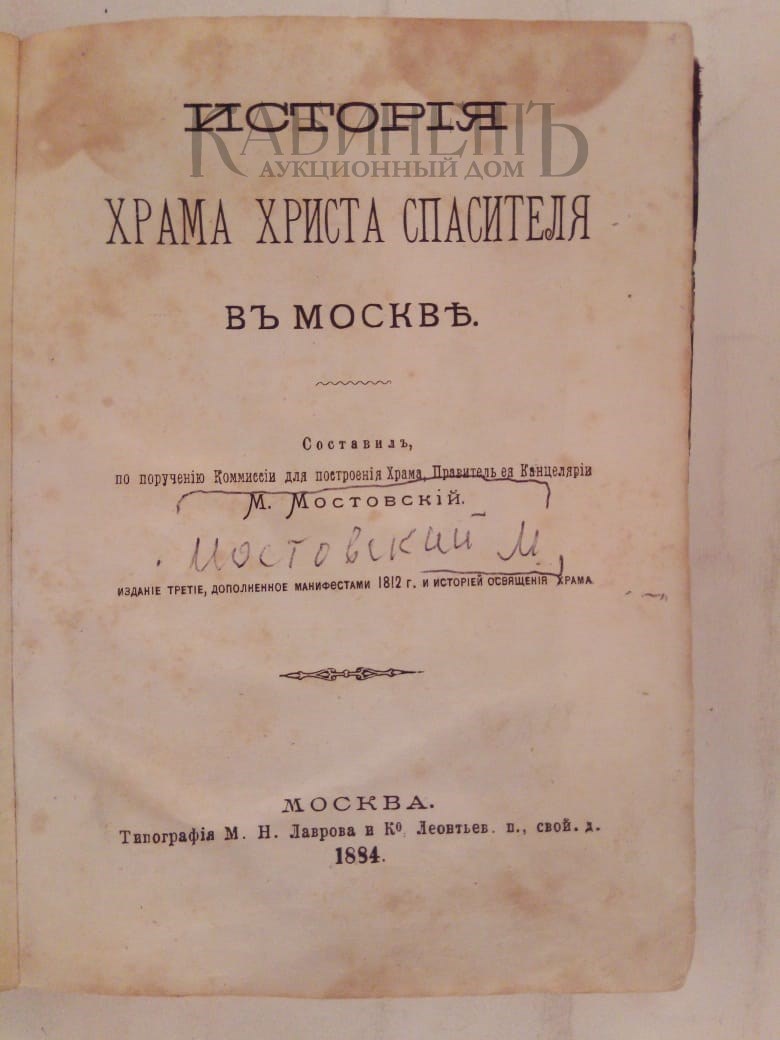 ИСТОРІЯ
КАБИНЕТЪ
АУКЦИОННЫЙ ДОМ
ХРАМА ХРИСТА СПАСИТЕЛЯ
ВЪ МОСКВѢ.
Составилъ,
по порученію Коммиссіи для построенія Храма, Правитель ея Канцеляріи
М. Мостовскій.
Мостовский М,
ИЗДАНІЕ ТРЕТІЕ, ДОПОЛНЕННОЕ МАНИФЕСТАМИ 1812 г. И ИСТОРІЕЙ ОСВЯЩЕНІЯ ХРАМА
МОСКВА.
Типографія М. Н. Лаврова и Ко, Леонтьев. п., свой. д.
1884.